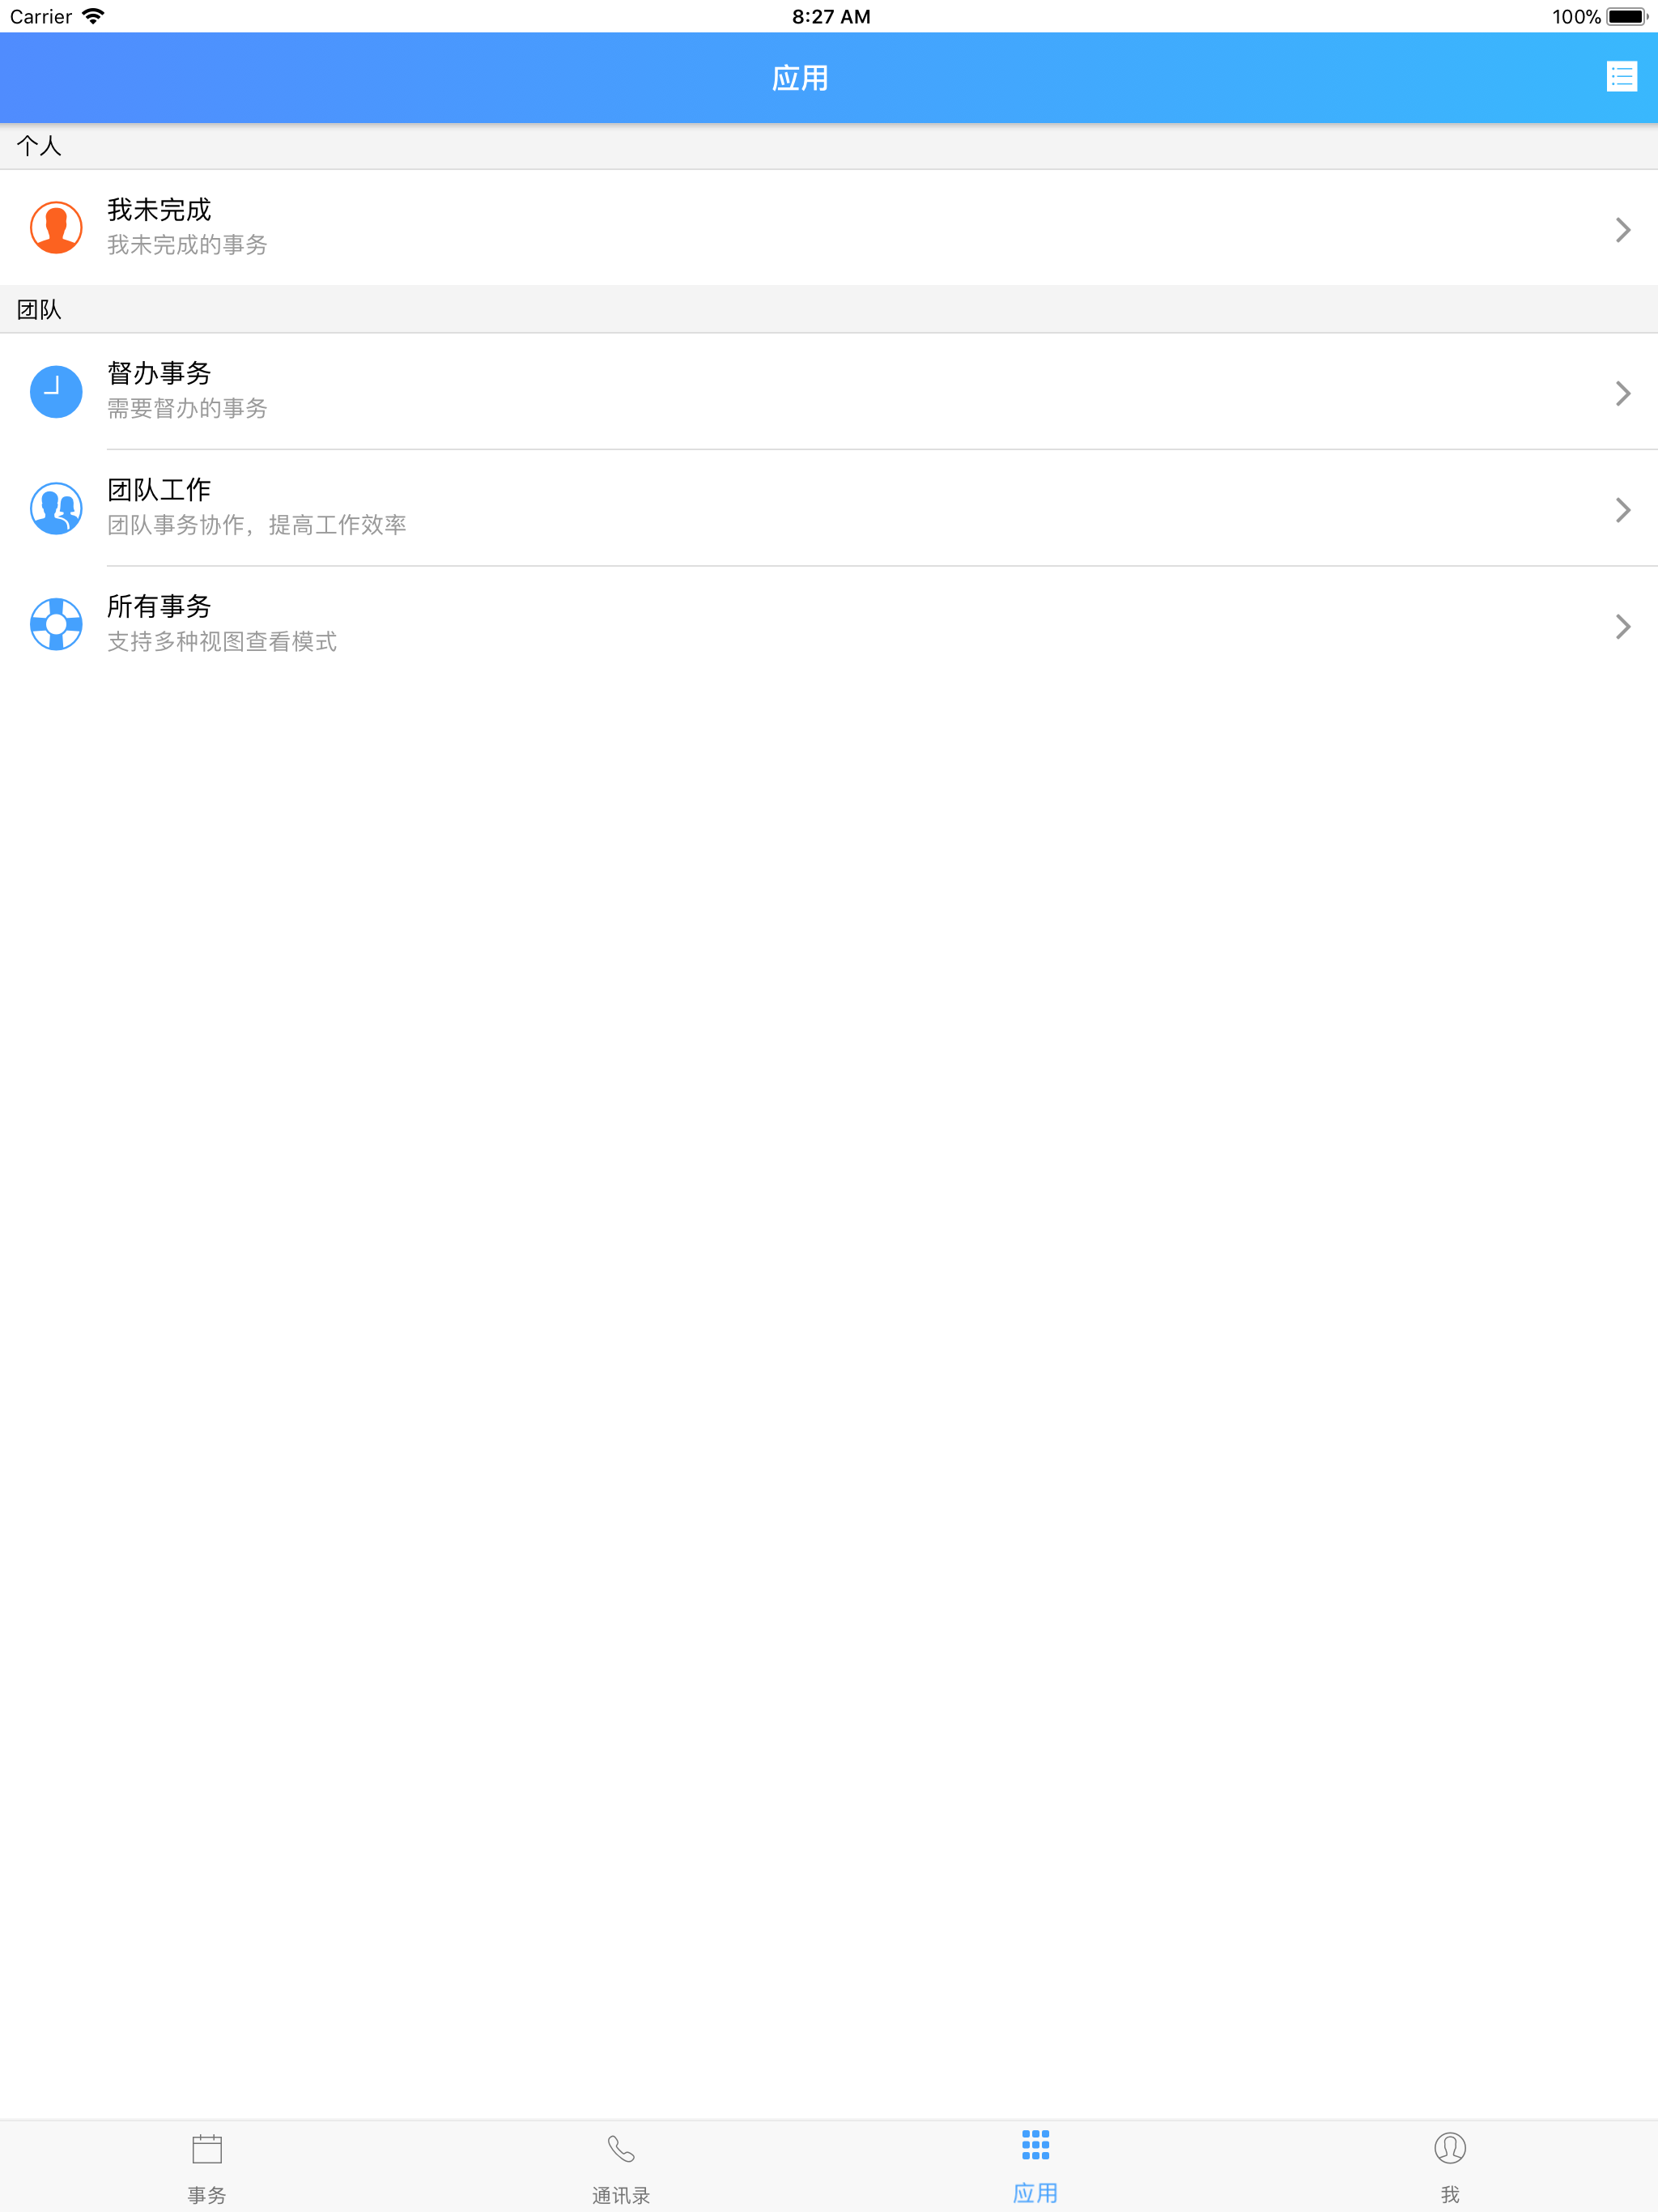 Carrier 8:27 AM 100%
应用
个人
我未完成
我未完成的事务
团队
督办事务
需要督办的事务
团队工作
团队事务协作，提高工作效率
所有事务
支持多种视图查看模式
事务 通讯录 应用 我